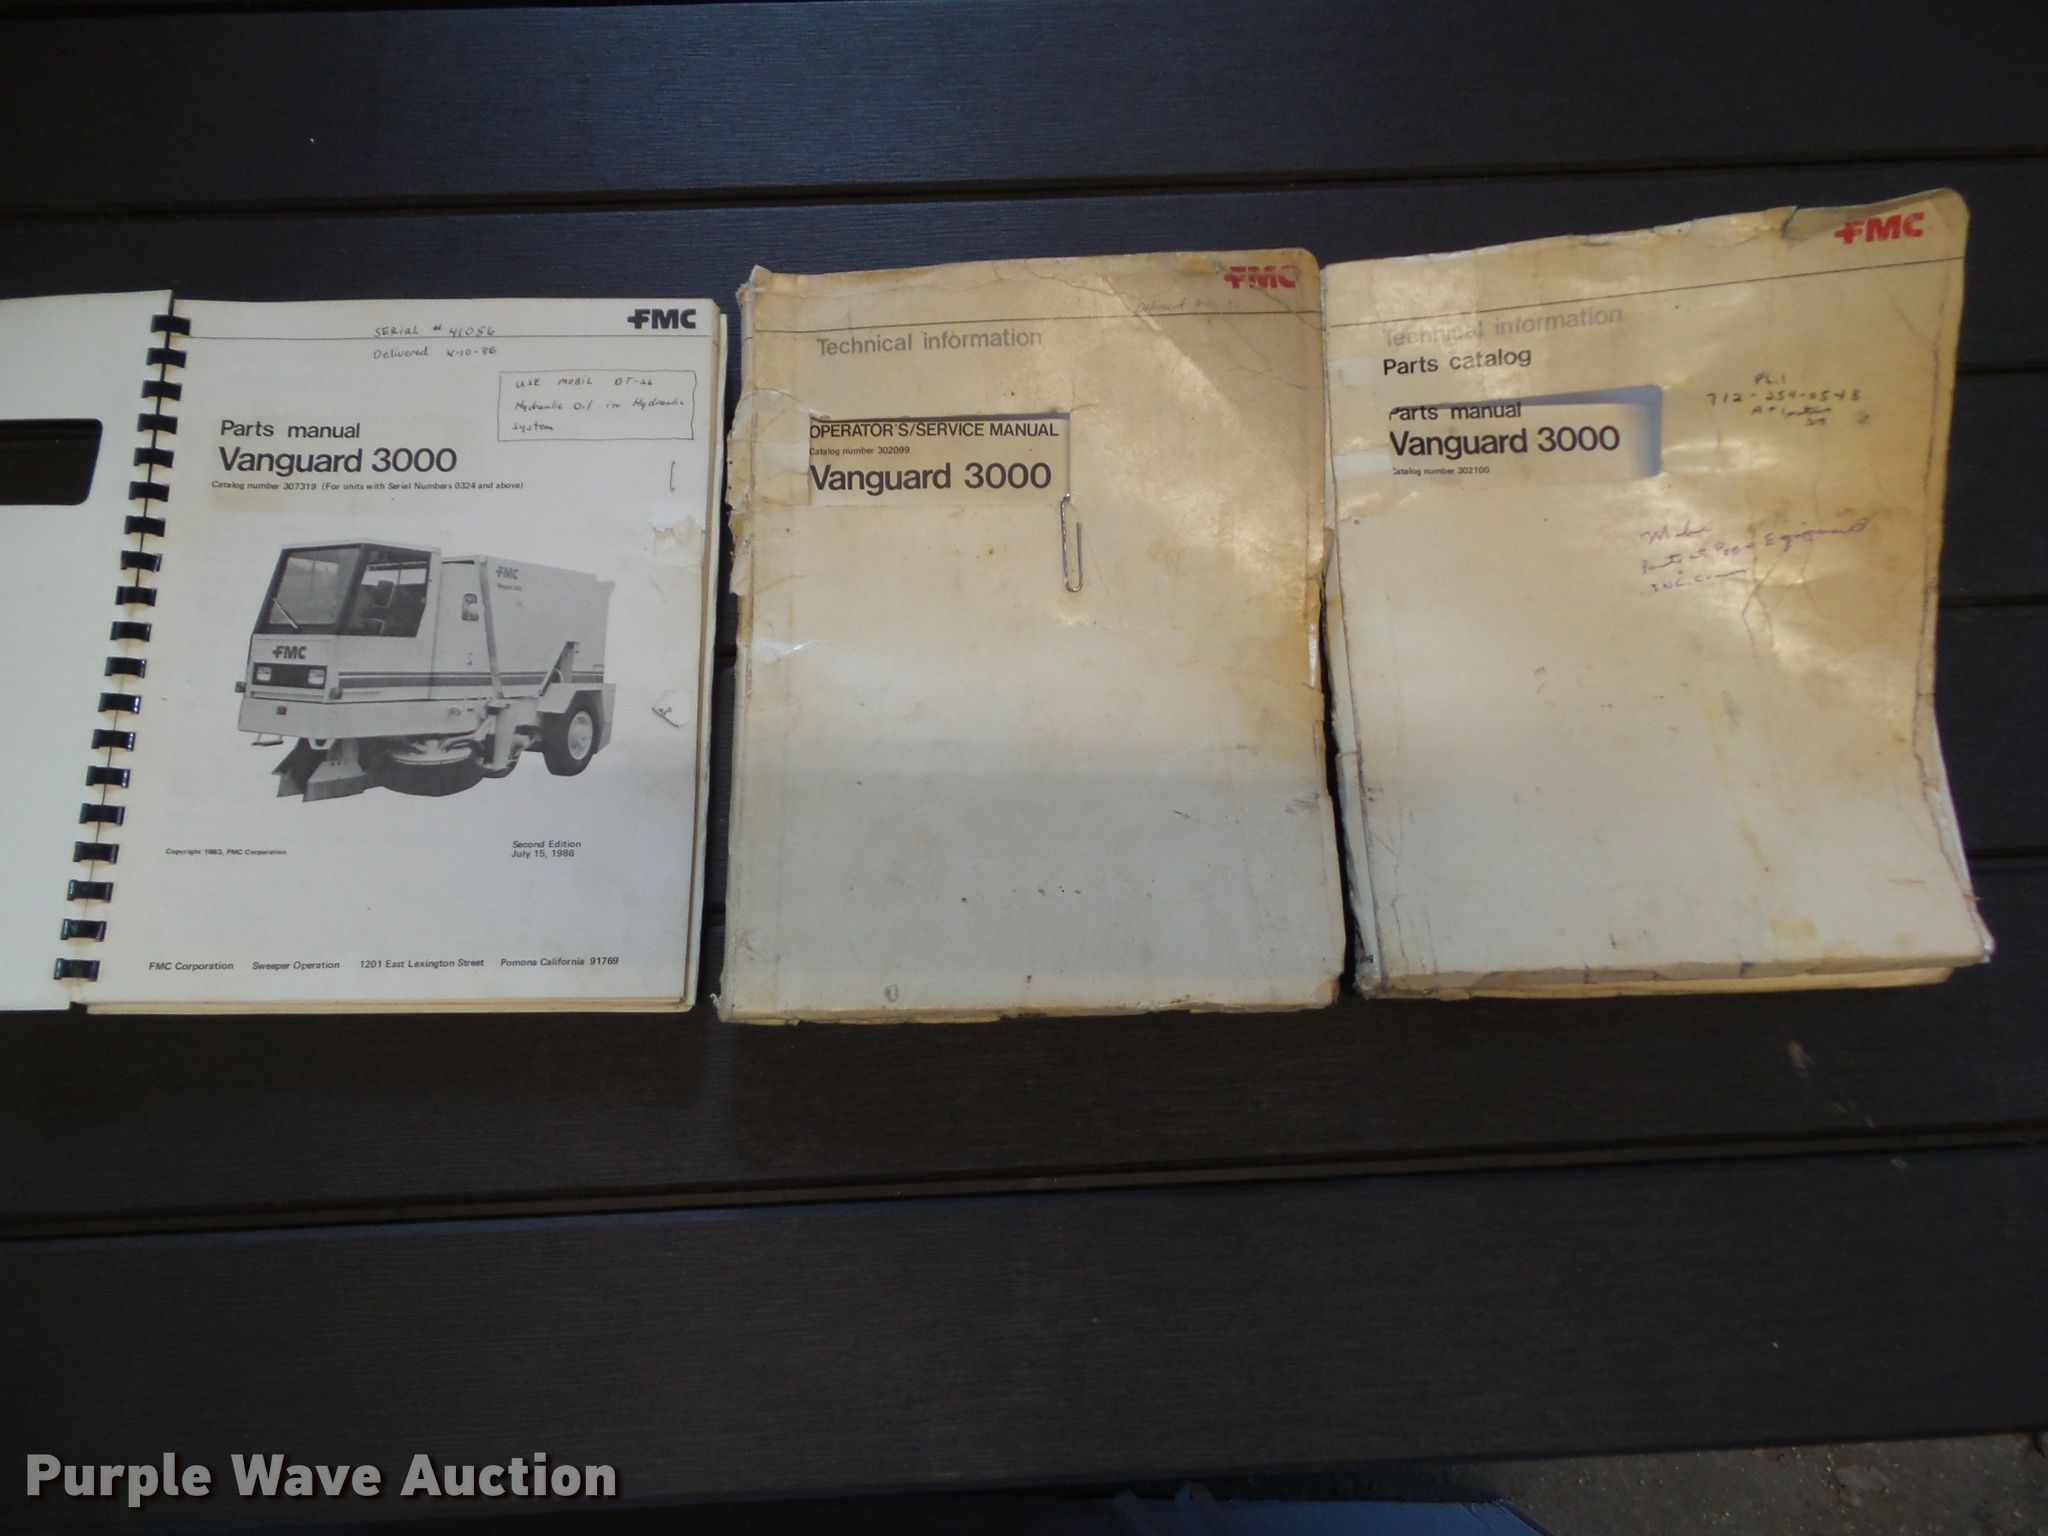 FMC
SERIAL # 41056
Delivered 4-10-86
USE MOBIL DT-26
Hydraulic Oil in Hydraulic
System
Parts manual
Vanguard 3000
Catalog number 307319 (For units with Serial Numbers 0324 and above)
FMC
FMC
Copyright 1983, FMC Corporation
Second Edition
July 15, 1986
FMC Corporation Sweeper Operation 1201 East Lexington Street Pomona California 91769
FMC
Delivered
Technical information
OPERATOR'S/SERVICE MANUAL
Catalog number 302099
Vanguard 3000
FMC
Technical information
Parts catalog
Parts manual
Vanguard 3000
Catalog number 302100
712-254-0548
Equipment
Purple Wave Auction